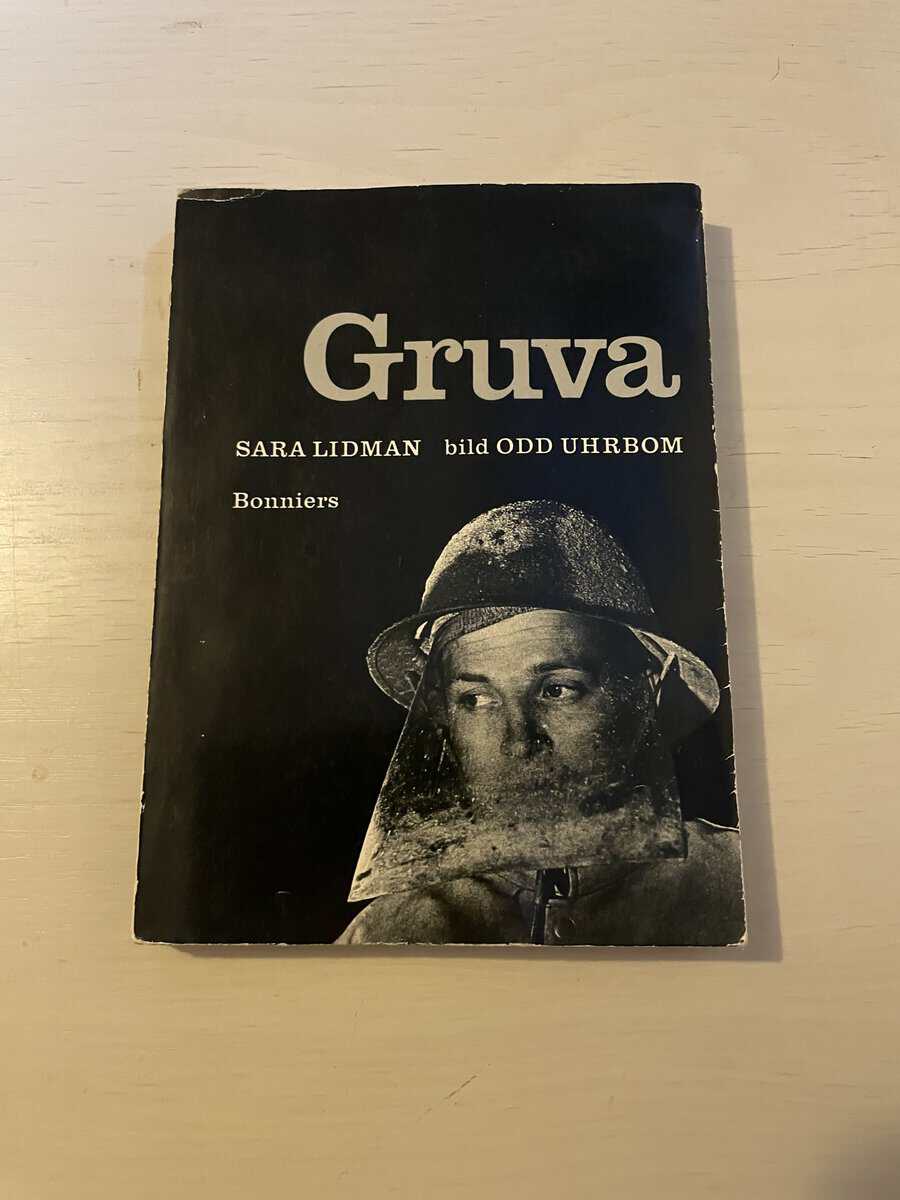 Gruva
SARA LIDMAN bild ODD UHRBOM
Bonniers